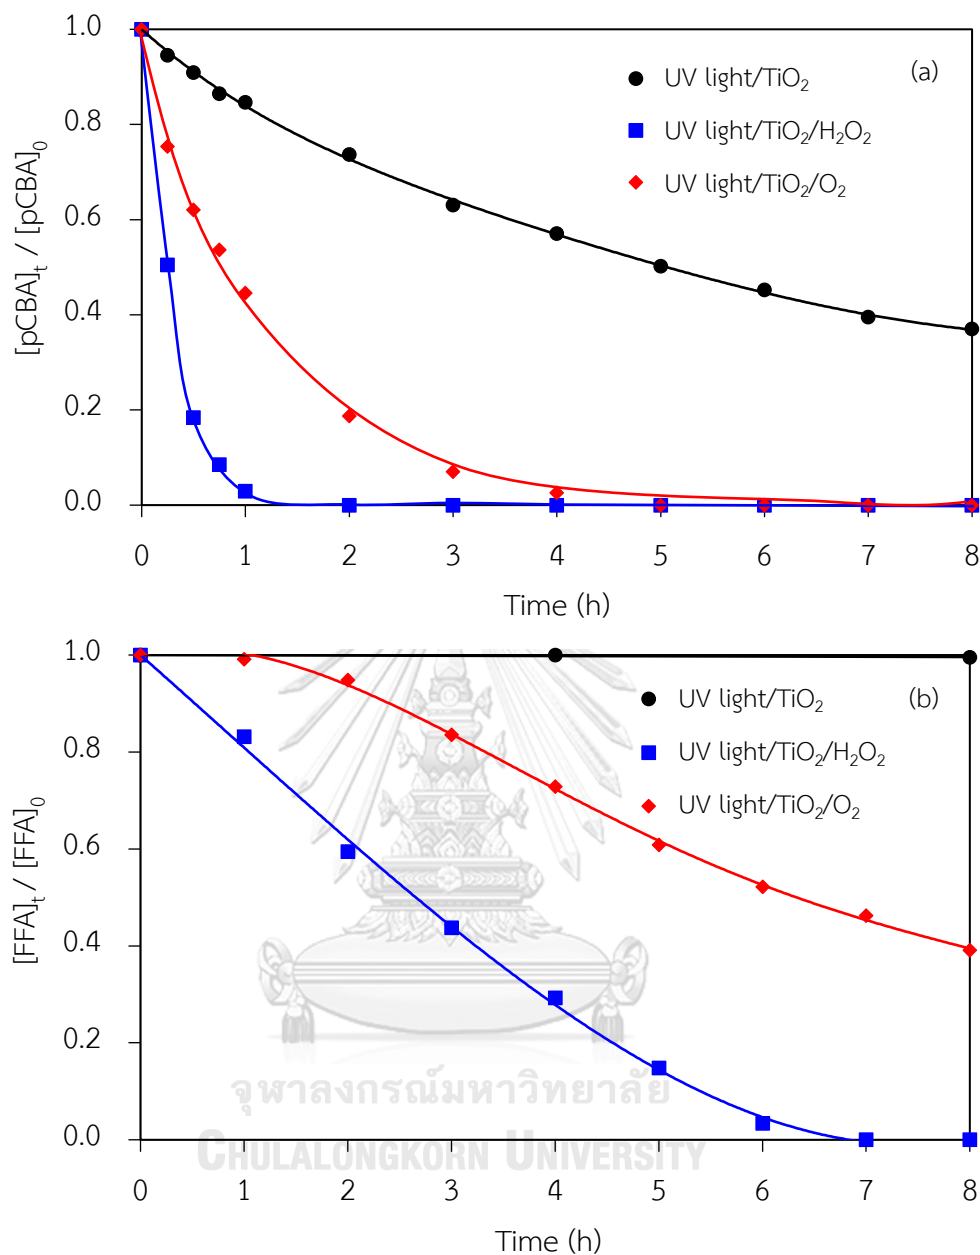 1.0
0.8
0.6
0.4
0.2
0.0
[pCBA]t / [pCBA]0
UV light/TiO2
UV light/TiO2/H2O2
UV light/TiO2/O2
(a)
0 1 2 3 4 5 6 7 8
Time (h)
1.0
0.8
0.6
0.4
0.2
0.0
[FFA]t / [FFA]0
UV light/TiO2
UV light/TiO2/H2O2
UV light/TiO2/O2
(b)
จุฬาลงกรณ์มหาวิทยาลัย
CHULALONGKORN UNIVERSITY
0 1 2 3 4 5 6 7 8
Time (h)